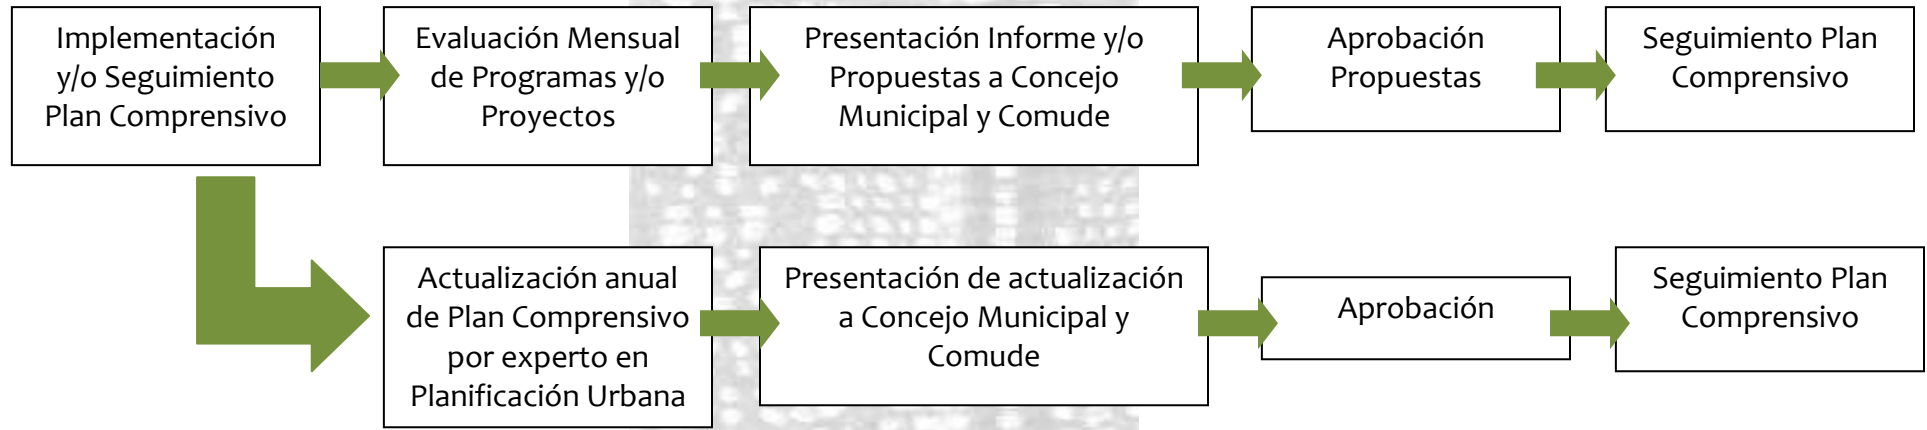 Implementación
y/o Seguimiento
Plan Comprensivo
Evaluación Mensual
de Programas y/o
Proyectos
Presentación Informe y/o
Propuestas a Concejo
Municipal y Comude
Aprobación
Propuestas
Seguimiento Plan
Comprensivo
Actualización anual
de Plan Comprensivo
por experto en
Planificación Urbana
Presentación de actualización
a Concejo Municipal y
Comude
Aprobación
Seguimiento Plan
Comprensivo